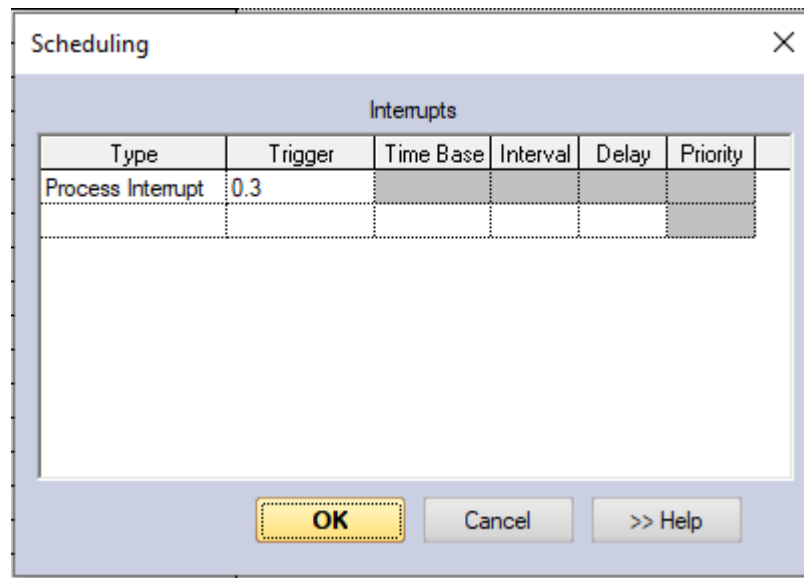 Scheduling
Interrupts
Type Trigger Time Base Interval Delay Priority
Process Interrupt 0.3
OK Cancel >> Help